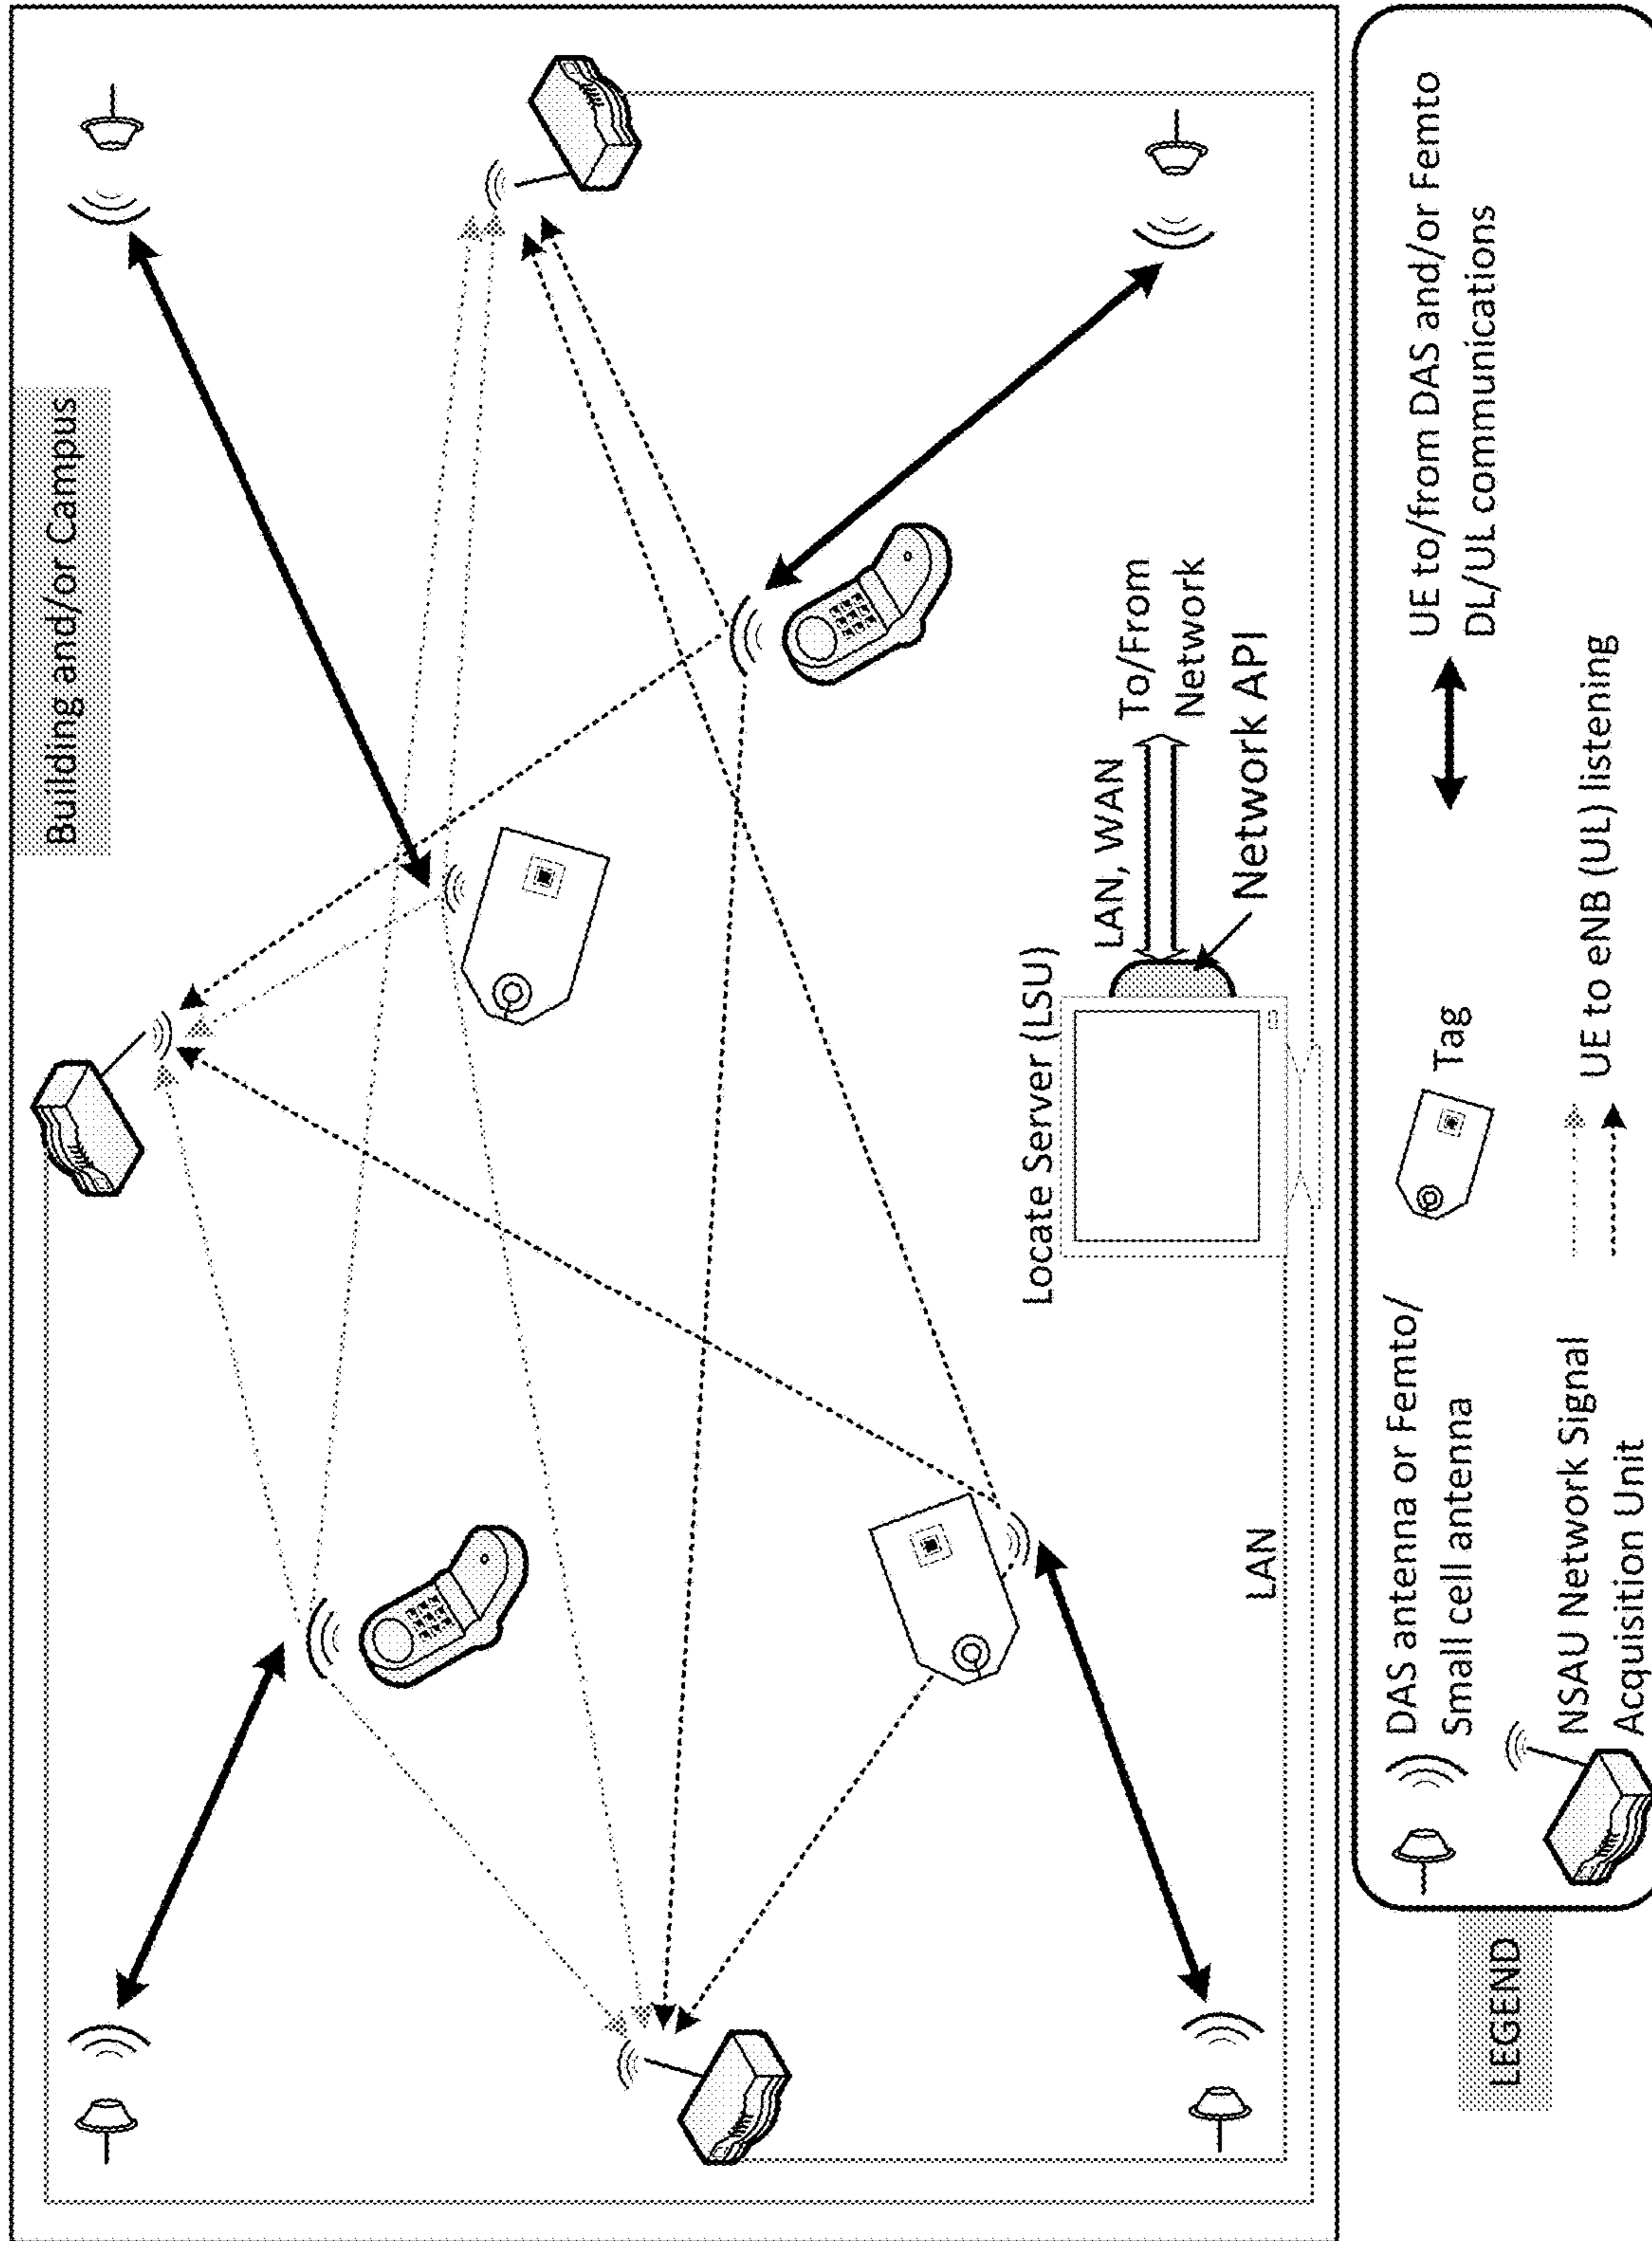 Building and/or Campus
Locate Server (LSU)
LAN, WAN
To/From
Network
Network API
LAN
LEGEND
DAS antenna or Femto/
Small cell antenna
Tag
UE to/from DAS and/or Femto
DL/UL communications
NSAU Network Signal
Acquisition Unit
UE to eNB (UL) listening